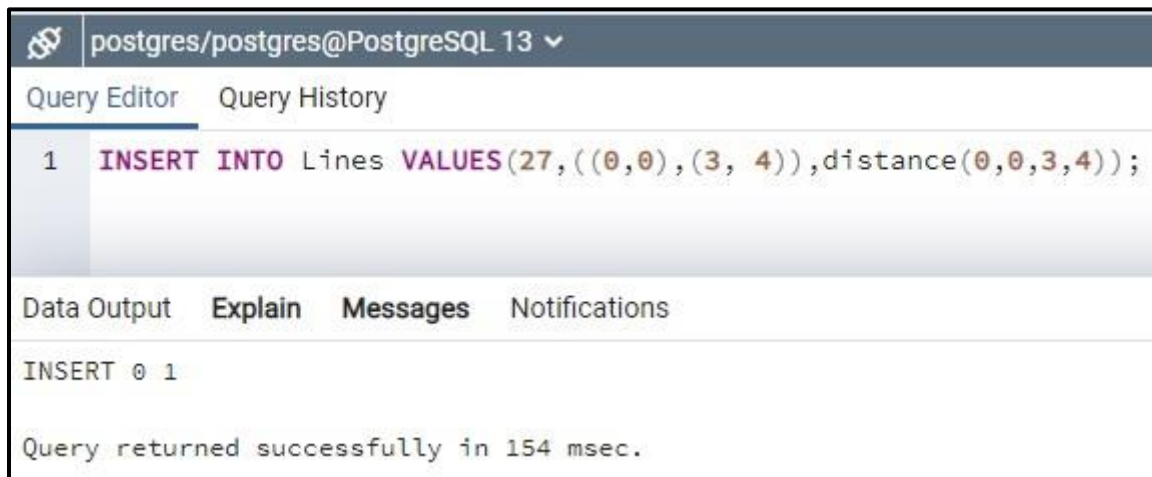 postgres/postgres@PostgreSQL 13
Query Editor Query History
1 INSERT INTO Lines VALUES(27,((0,0),(3, 4)),distance(0,0,3,4));
Data Output Explain Messages Notifications
INSERT 0 1
Query returned successfully in 154 msec.